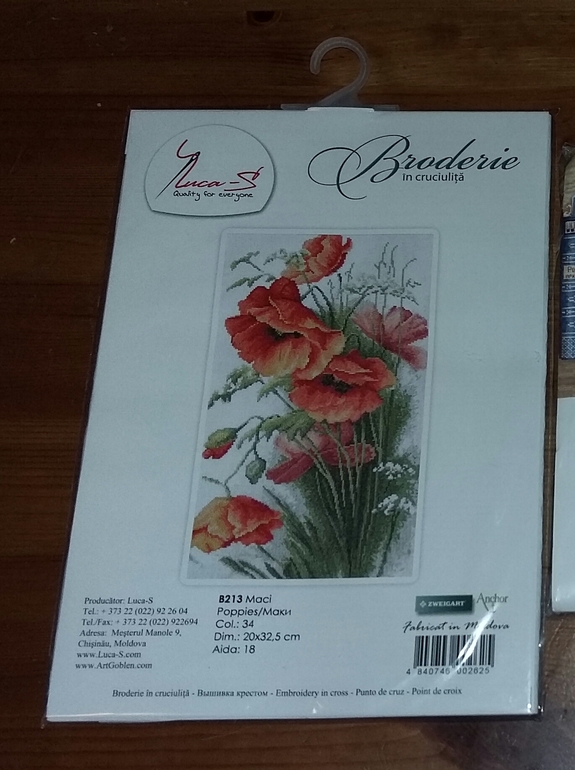 Luca-S
Quality for everyone
Broderie
în cruciuliță
Producător: Luca-S
Tel.: + 373 22 (022) 92 26 04
Tel./Fax: + 373 22 (022) 922694
Adresa: Meșterul Manole 9,
Chișinău, Moldova
www.Luca-S.com
www.ArtGoblen.com
B213 Maci
Poppies/Маки
Col.: 34
Dim.: 20x32,5 cm
Aida: 18
ZWEIGART Anchor
Fabricat în Moldova
4 840740 002625
Broderie în cruciuliță - Вышивка крестом - Embroidery in cross - Punto de cruz - Point de croix